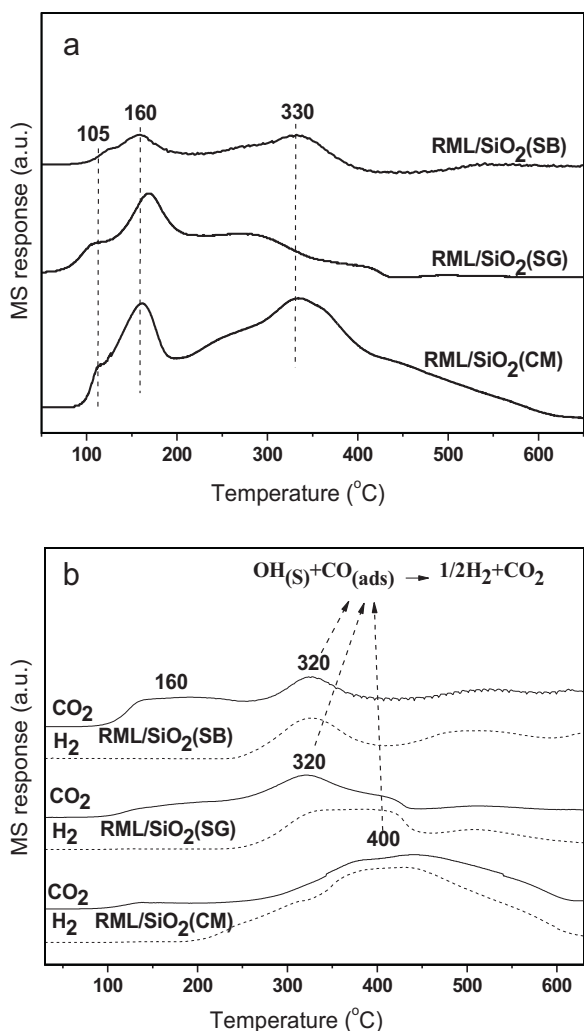 a
105 160 330
RML/SiO2(SB)
RML/SiO2(SG)
RML/SiO2(CM)
MS response (a.u.)
100 200 300 400 500 600
Temperature (°C)
b
OH(S)+CO(ads) → 1/2H2+CO2
160 320
CO2
H2 RML/SiO2(SB)
320
CO2
H2 RML/SiO2(SG)
400
CO2
H2 RML/SiO2(CM)
MS response (a.u.)
100 200 300 400 500 600
Temperature (°C)